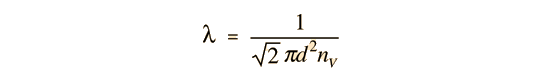 λ = 1 / (√2 πd²n_V)